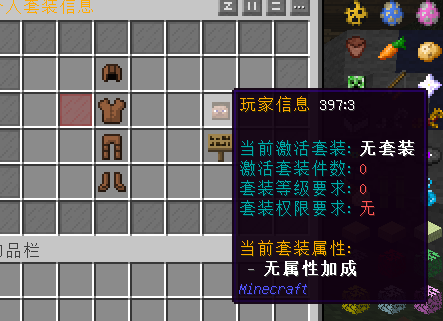 人套装信息
玩家信息 397:3
当前激活套装: 无套装
激活套装件数: 0
套装等级要求: 0
套装权限要求: 无
当前套装属性:
- 无属性加成
Minecraft
品栏